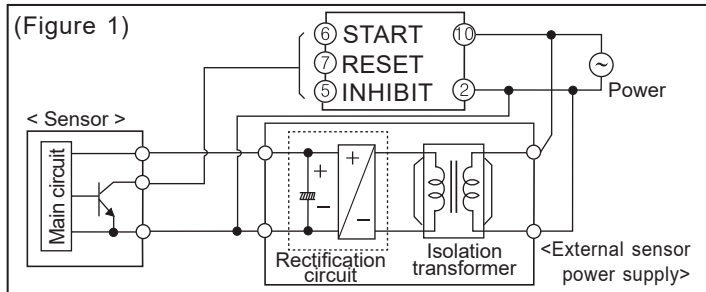 (Figure 1)
⑥ START ⑩
⑦ RESET
⑤ INHIBIT ②
~
Power
< Sensor >
Main circuit
+
−
+
−
Rectification
circuit
Isolation
transformer
<External sensor
power supply>